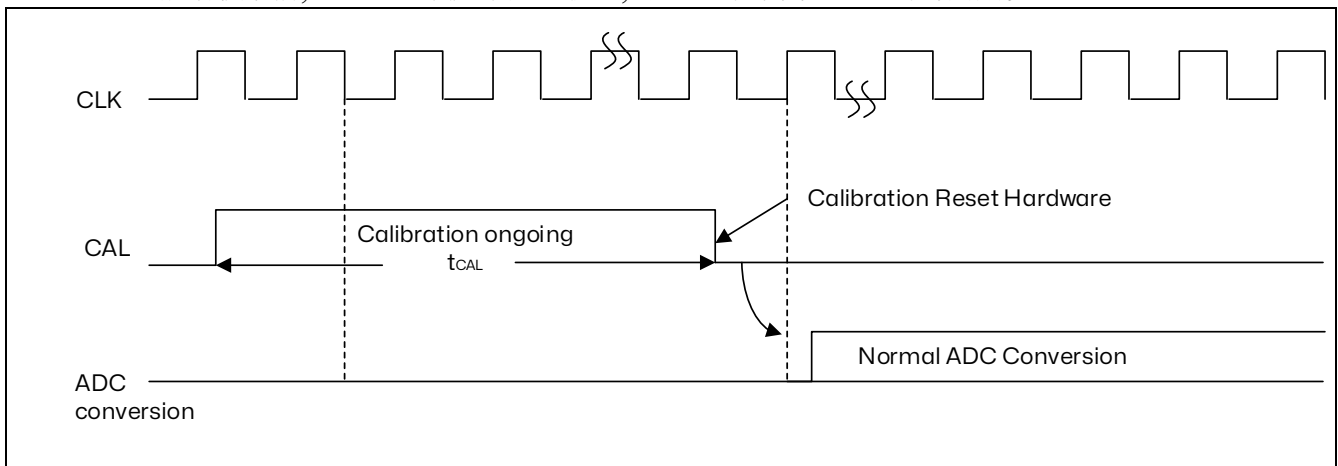 CLK
Calibration Reset Hardware
CAL
Calibration ongoing
tCAL
Normal ADC Conversion
ADC
conversion